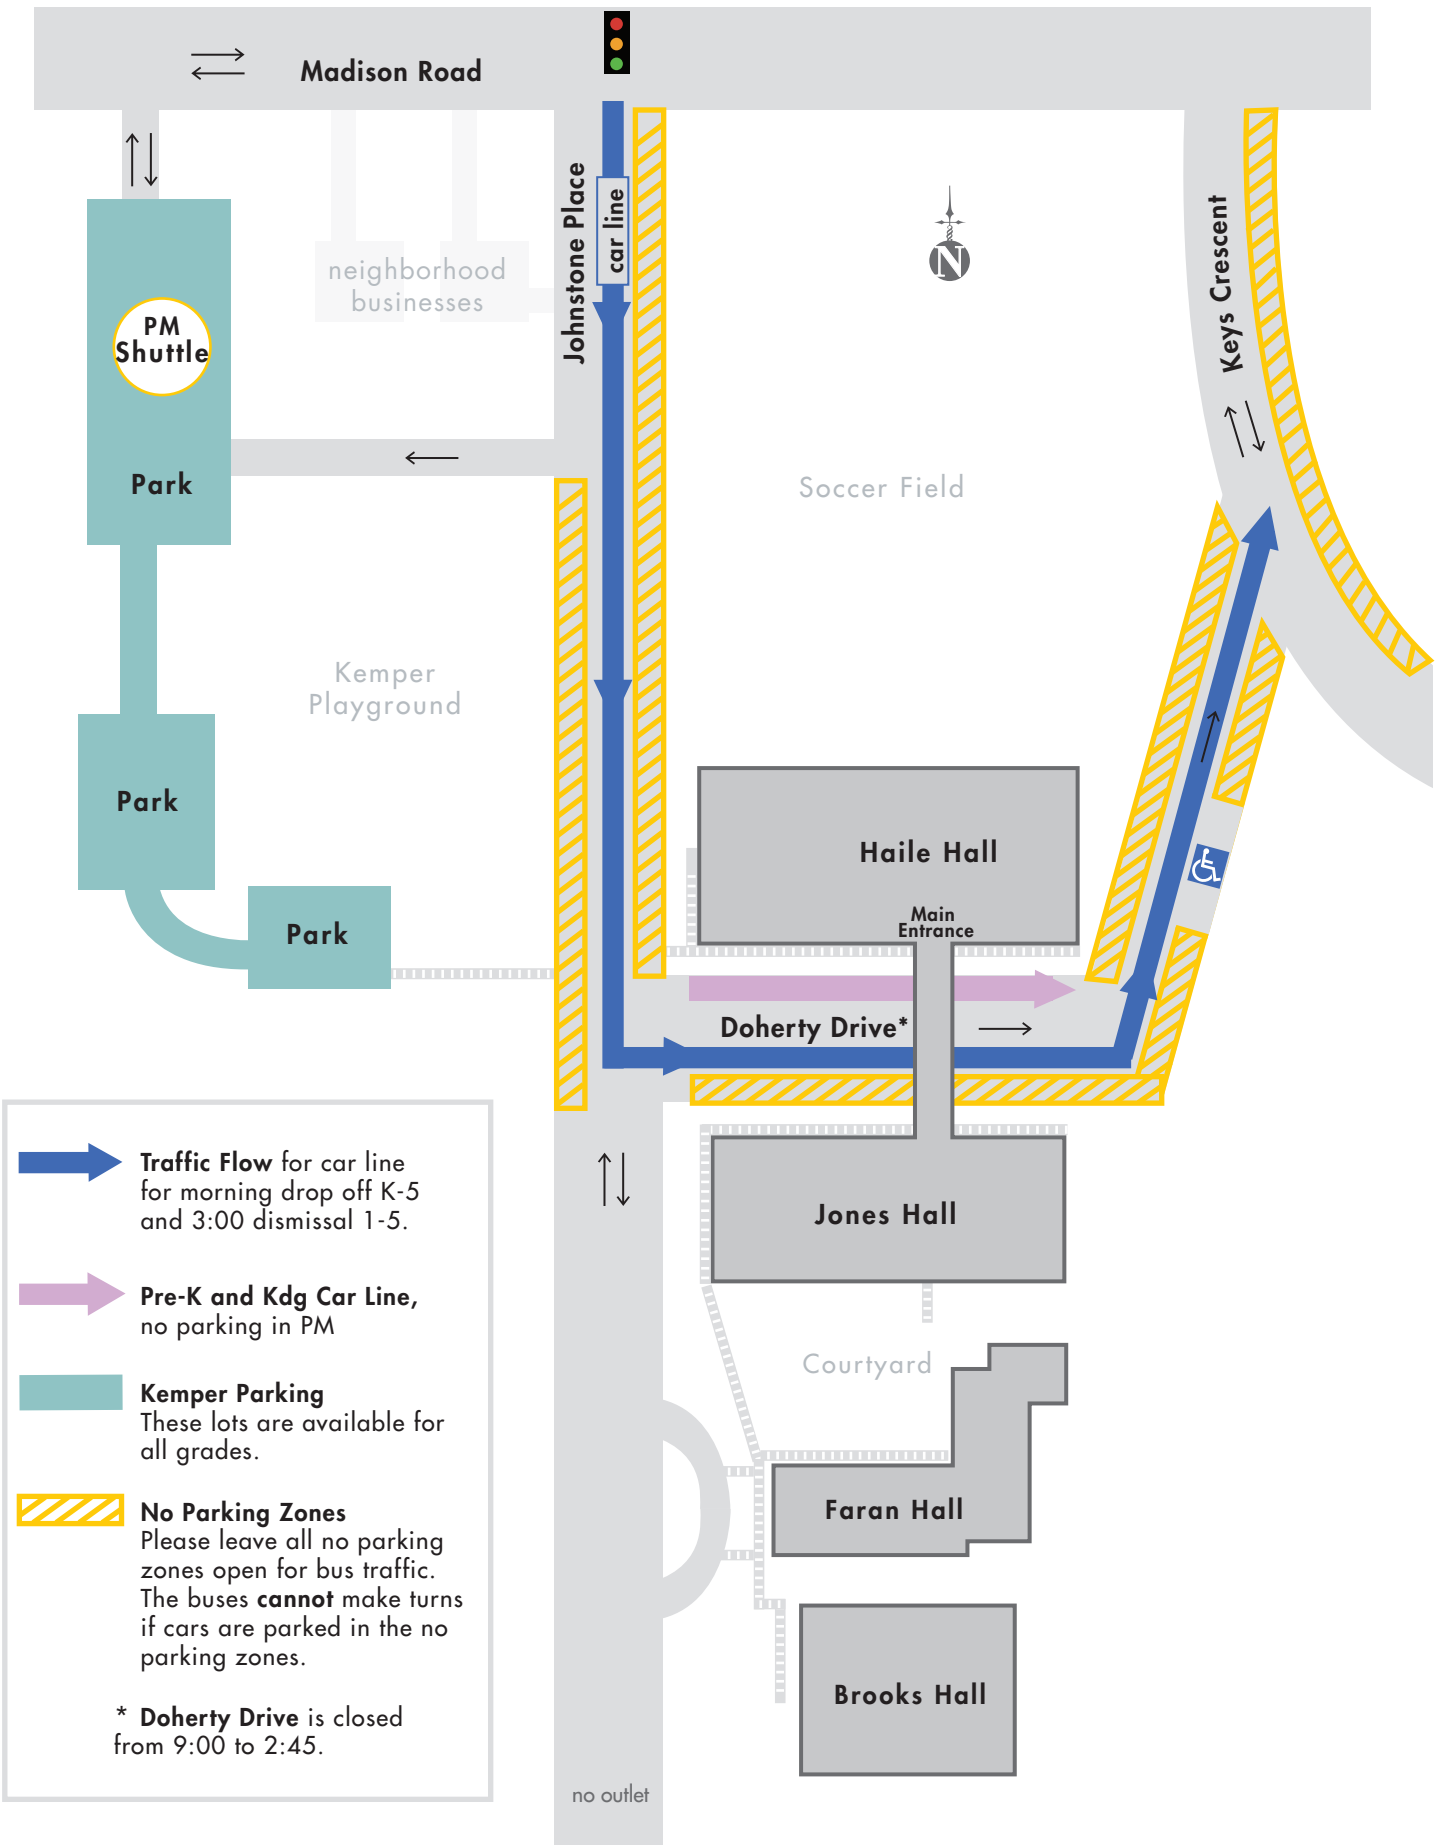 Madison Road
Johnstone Place
car line
Keys Crescent
N
neighborhood
businesses
PM
Shuttle
Park
Soccer Field
Kemper
Playground
Park
Haile Hall
Main
Entrance
Park
Doherty Drive*
Traffic Flow for car line
for morning drop off K-5
and 3:00 dismissal 1-5.
Pre-K and Kdg Car Line,
no parking in PM
Kemper Parking
These lots are available for
all grades.
No Parking Zones
Please leave all no parking
zones open for bus traffic.
The buses cannot make turns
if cars are parked in the no
parking zones.
* Doherty Drive is closed
from 9:00 to 2:45.
Jones Hall
Courtyard
Faran Hall
Brooks Hall
no outlet